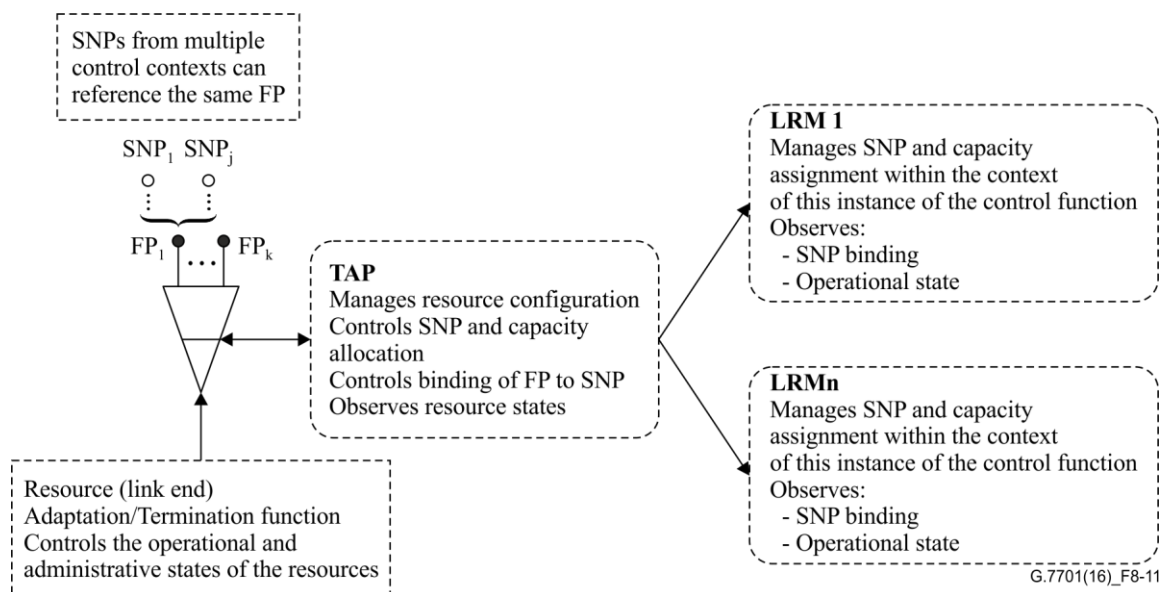 SNPs from multiple
control contexts can
reference the same FP
SNP₁ SNPⱼ
FP₁ FPₖ
TAP
Manages resource configuration
Controls SNP and capacity
allocation
Controls binding of FP to SNP
Observes resource states
LRM 1
Manages SNP and capacity
assignment within the context
of this instance of the control function
Observes:
- SNP binding
- Operational state
LRMn
Manages SNP and capacity
assignment within the context
of this instance of the control function
Observes:
- SNP binding
- Operational state
Resource (link end)
Adaptation/Termination function
Controls the operational and
administrative states of the resources
G.7701(16)_F8-11